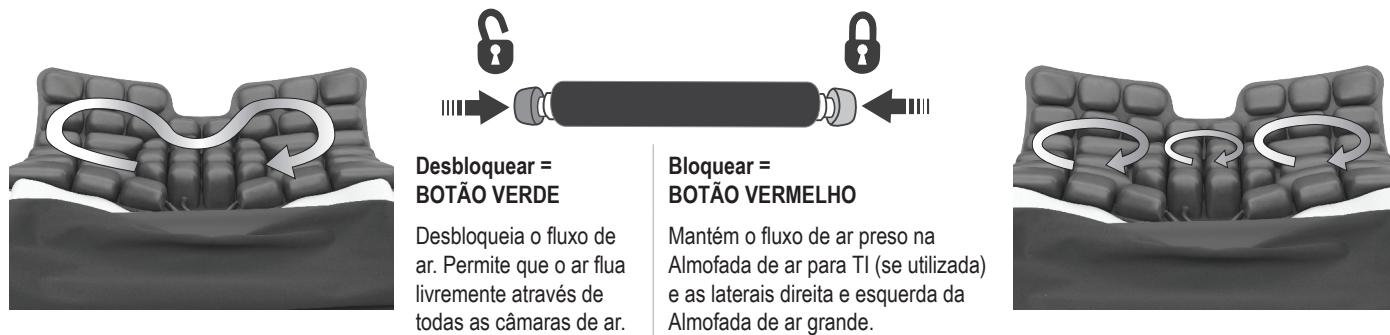 Desbloquear =
BOTÃO VERDE
Desbloqueia o fluxo de
ar. Permite que o ar flua
livremente através de
todas as câmaras de ar.
Bloquear =
BOTÃO VERMELHO
Mantém o fluxo de ar preso na
Almofada de ar para TI (se utilizada)
e as laterais direita e esquerda da
Almofada de ar grande.